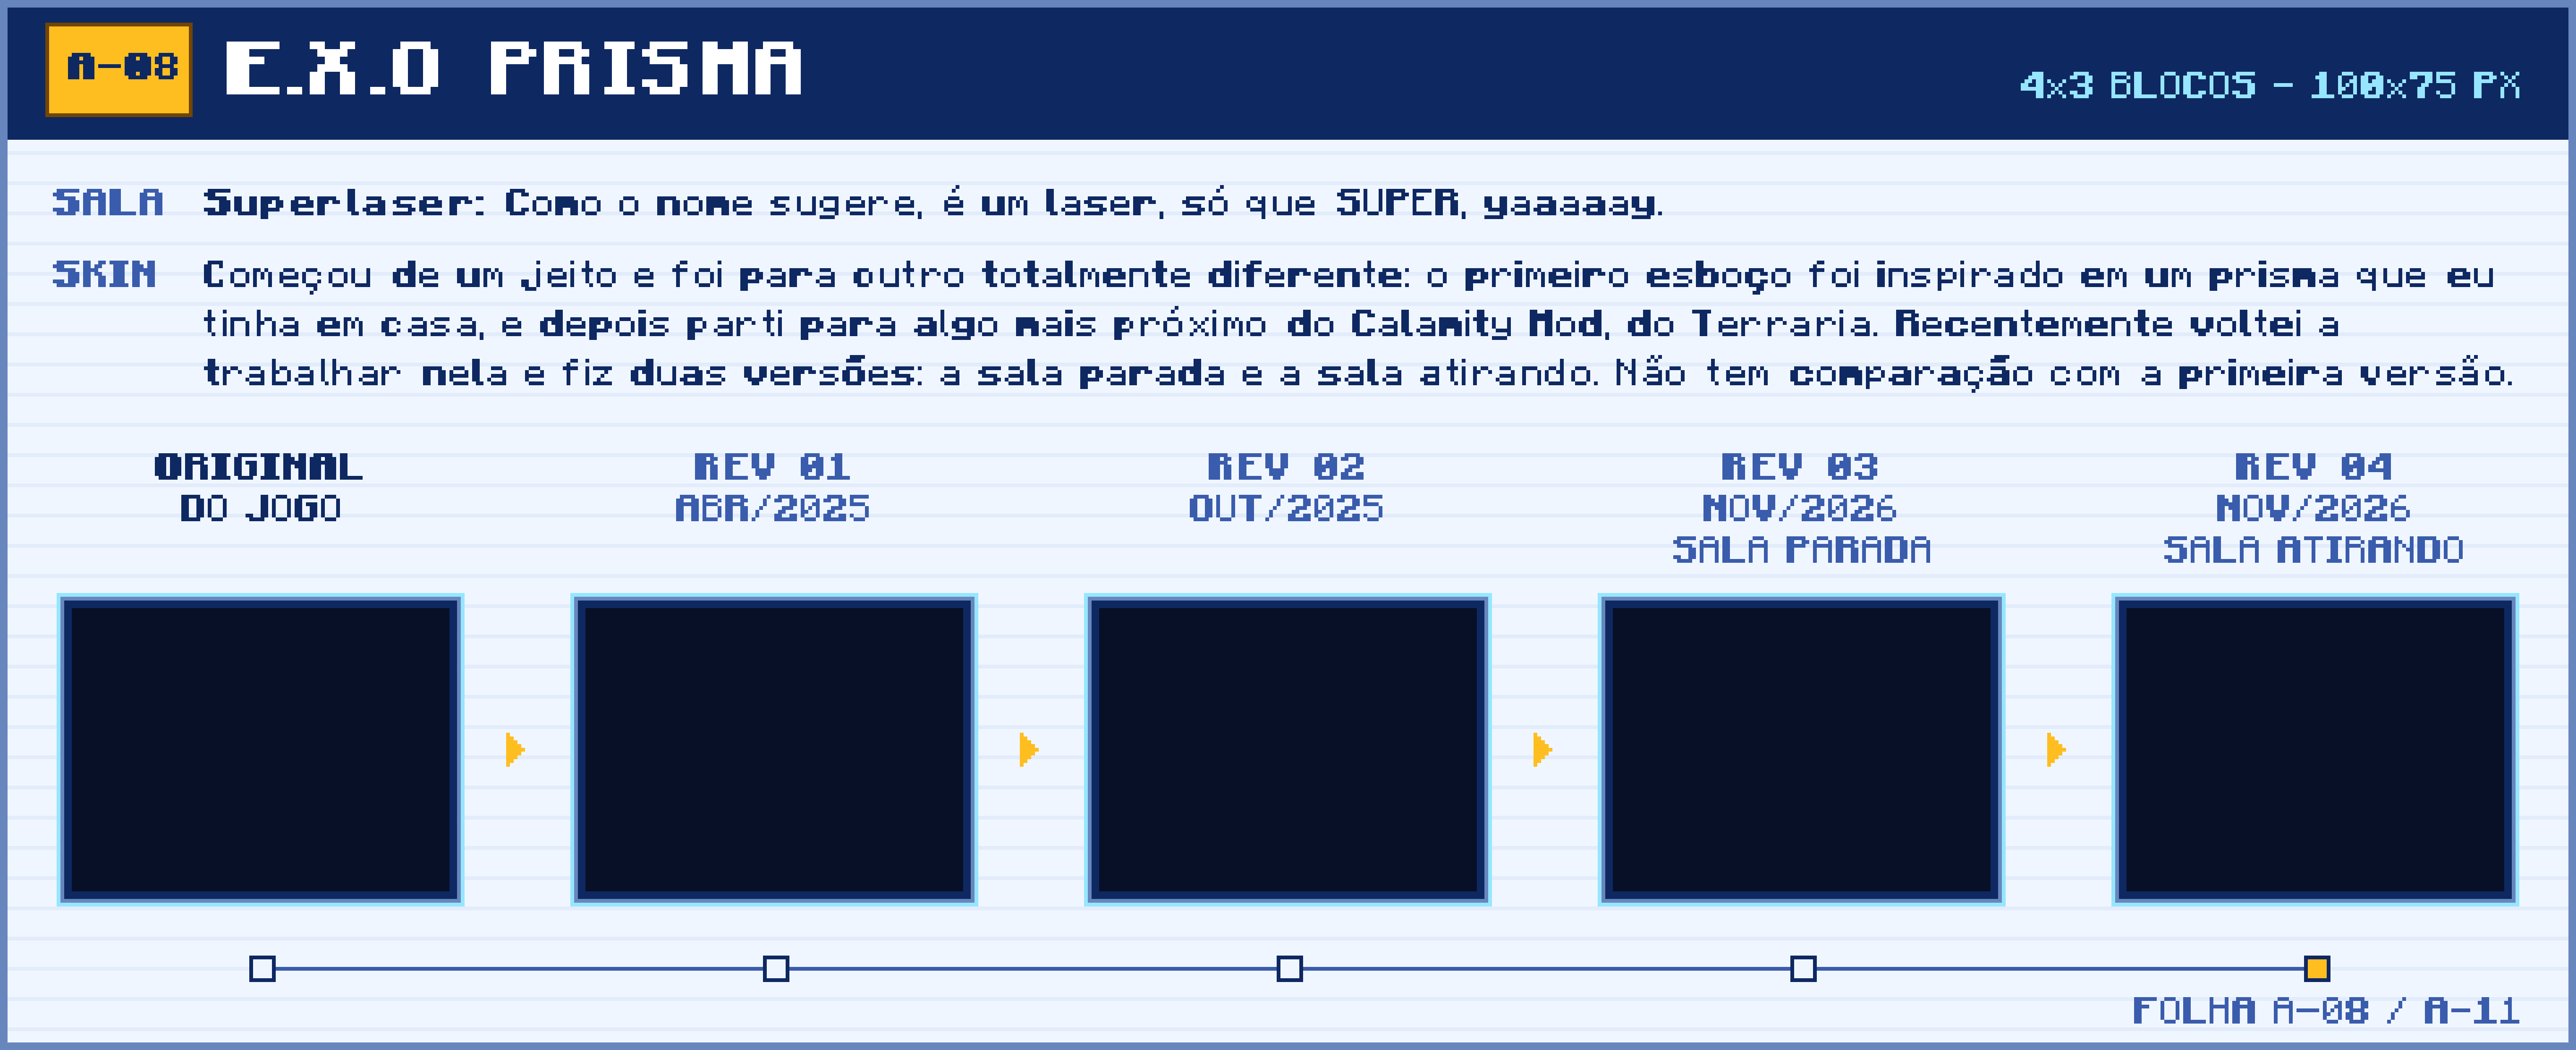 A-08 E.X.O PRISMA
4x3 BLOCOS - 100x75 PX
SALA Superlaser: Como o nome sugere, é um laser, só que SUPER, yaaaaay.
SKIN Começou de um jeito e foi para outro totalmente diferente: o primeiro esboço foi inspirado em um prisma que eu
tinha em casa, e depois parti para algo mais próximo do Calamity Mod, do Terraria. Recentemente voltei a
trabalhar nela e fiz duas versões: a sala parada e a sala atirando. Não tem comparação com a primeira versão.
ORIGINAL
DO JOGO
REV 01
ABR/2025
REV 02
OUT/2025
REV 03
NOV/2026
SALA PARADA
REV 04
NOV/2026
SALA ATIRANDO
FOLHA A-08 / A-11